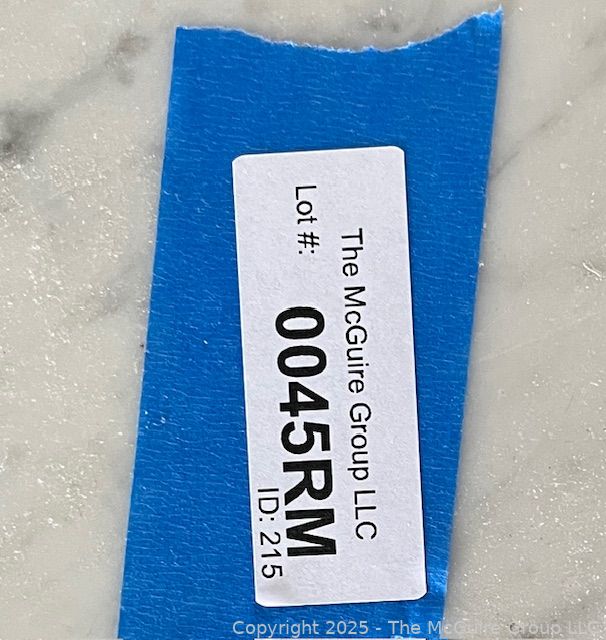 The McGuire Group LLC
Lot #: 0045RM
ID: 215
Copyright 2025 - The McGuire Group LLC